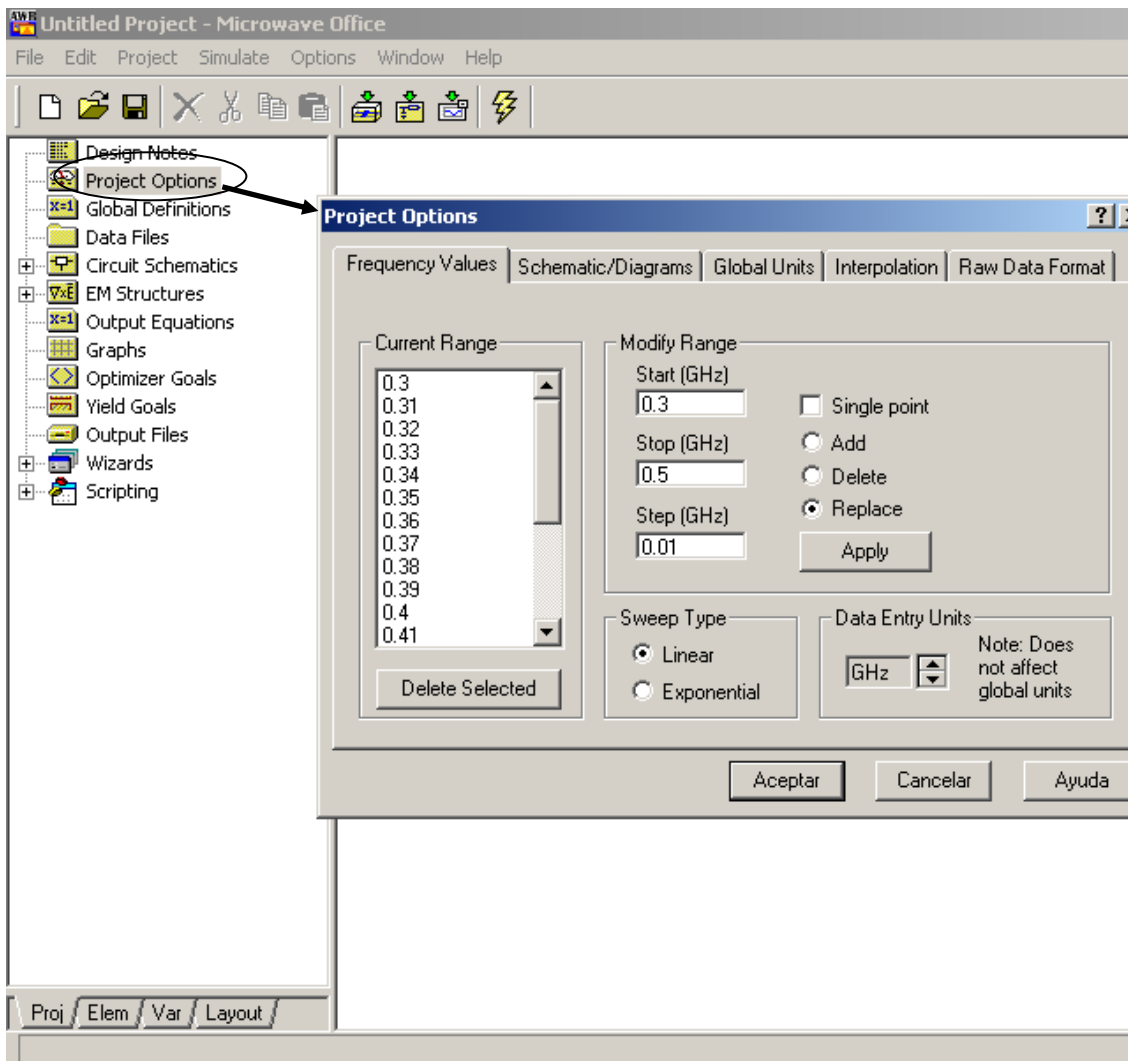 AWR Untitled Project - Microwave Office
File Edit Project Simulate Options Window Help
Design Notes
Project Options
X=1 Global Definitions
Data Files
Circuit Schematics
∇×E EM Structures
X=1 Output Equations
Graphs
Optimizer Goals
Yield Goals
Output Files
Wizards
Scripting
Project Options
Frequency Values Schematic/Diagrams Global Units Interpolation Raw Data Format
Current Range
0.3
0.31
0.32
0.33
0.34
0.35
0.36
0.37
0.38
0.39
0.4
0.41
Delete Selected
Modify Range
Start (GHz)
0.3
Single point
Stop (GHz)
Add
0.5
Delete
Step (GHz)
Replace
0.01
Apply
Sweep Type
Linear
Exponential
Data Entry Units
GHz
Note: Does
not affect
global units
Aceptar Cancelar Ayuda
Proj Elem Var Layout